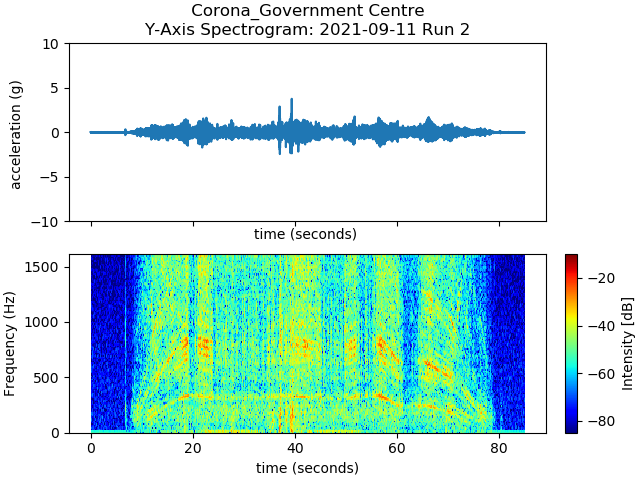 Corona_Government Centre
Y-Axis Spectrogram: 2021-09-11 Run 2
acceleration (g)
10
5
0
−5
−10
time (seconds)
Frequency (Hz)
1500
1000
500
0
0
20
40
60
80
time (seconds)
−20
−40
−60
−80
Intensity [dB]